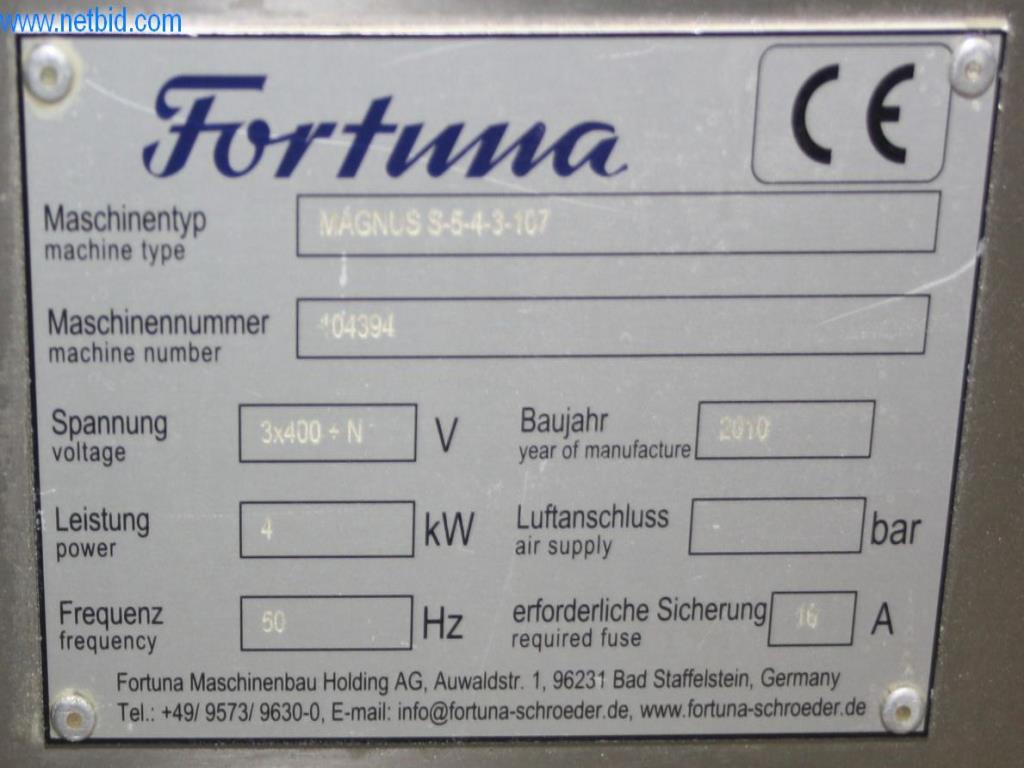 www.netbid.com
Fortuna
CE
Maschinentyp MAGNUS S-5-4-3-107
machine type
Maschinennummer 104394
machine number
Spannung 3x400 + N V Baujahr 2010
voltage year of manufacture
Leistung 4 kW Luftanschluss - bar
power air supply
Frequenz 50 Hz erforderliche Sicherung 16 A
frequency required fuse
Fortuna Maschinenbau Holding AG, Auwaldstr. 1, 96231 Bad Staffelstein, Germany
Tel.: +49/ 9573/ 9630-0, E-mail: info@fortuna-schroeder.de, www.fortuna-schroeder.de